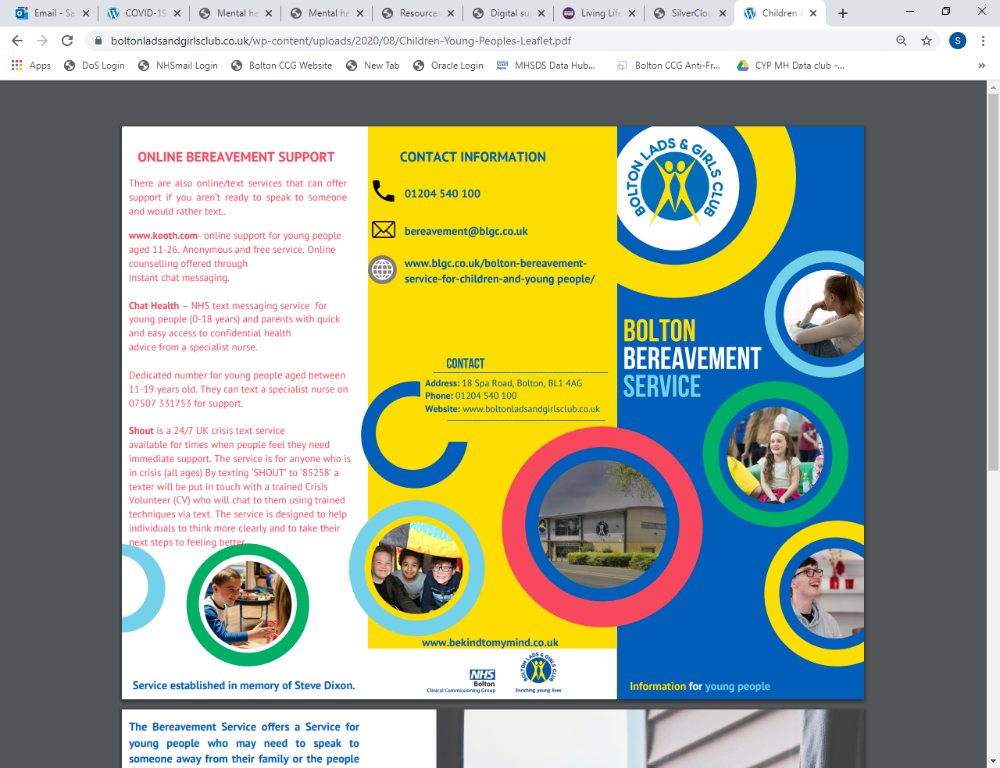 Email - Sa
COVID-19
Mental he
Mental he
Resources
Digital su
Living Life
SilverClou
Children &
boltonladsandgirlsclub.co.uk/wp-content/uploads/2020/08/Children-Young-Peoples-Leaflet.pdf
S
Apps
DoS Login
NHSmail Login
Bolton CCG Website
New Tab
Oracle Login
MHSDS Data Hub...
Bolton CCG Anti-Fr...
CYP MH Data club -...
»
ONLINE BEREAVEMENT SUPPORT
There are also online/text services that can offer
support if you aren't ready to speak to someone
and would rather text..
www.kooth.com- online support for young people
aged 11-26. Anonymous and free service. Online
counselling offered through
instant chat messaging.
Chat Health – NHS text messaging service for
young people (0-18 years) and parents with quick
and easy access to confidential health
advice from a specialist nurse.
Dedicated number for young people aged between
11-19 years old. They can text a specialist nurse on
07507 331753 for support.
Shout is a 24/7 UK crisis text service
available for times when people feel they need
immediate support. The service is for anyone who is
in crisis (all ages) By texting ‘SHOUT’ to ‘85258’ a
texter will be put in touch with a trained Crisis
Volunteer (CV) who will chat to them using trained
techniques via text. The service is designed to help
individuals to think more clearly and to take their
next steps to feeling better.
Service established in memory of Steve Dixon.
CONTACT INFORMATION
01204 540 100
bereavement@blgc.co.uk
www.blgc.co.uk/bolton-bereavement-
service-for-children-and-young people/
CONTACT
Address: 18 Spa Road, Bolton, BL1 4AG
Phone: 01204 540 100
Website: www.boltonladsandgirlsclub.co.uk
www.bekindtomymind.co.uk
NHS
Bolton
Clinical Commissioning Group
BOLTON LADS & GIRLS CLUB
Enriching young lives
BOLTON LADS & GIRLS CLUB
BOLTON
BEREAVEMENT
SERVICE
Information for young people
The Bereavement Service offers a Service for
young people who may need to speak to
someone away from their family or the people